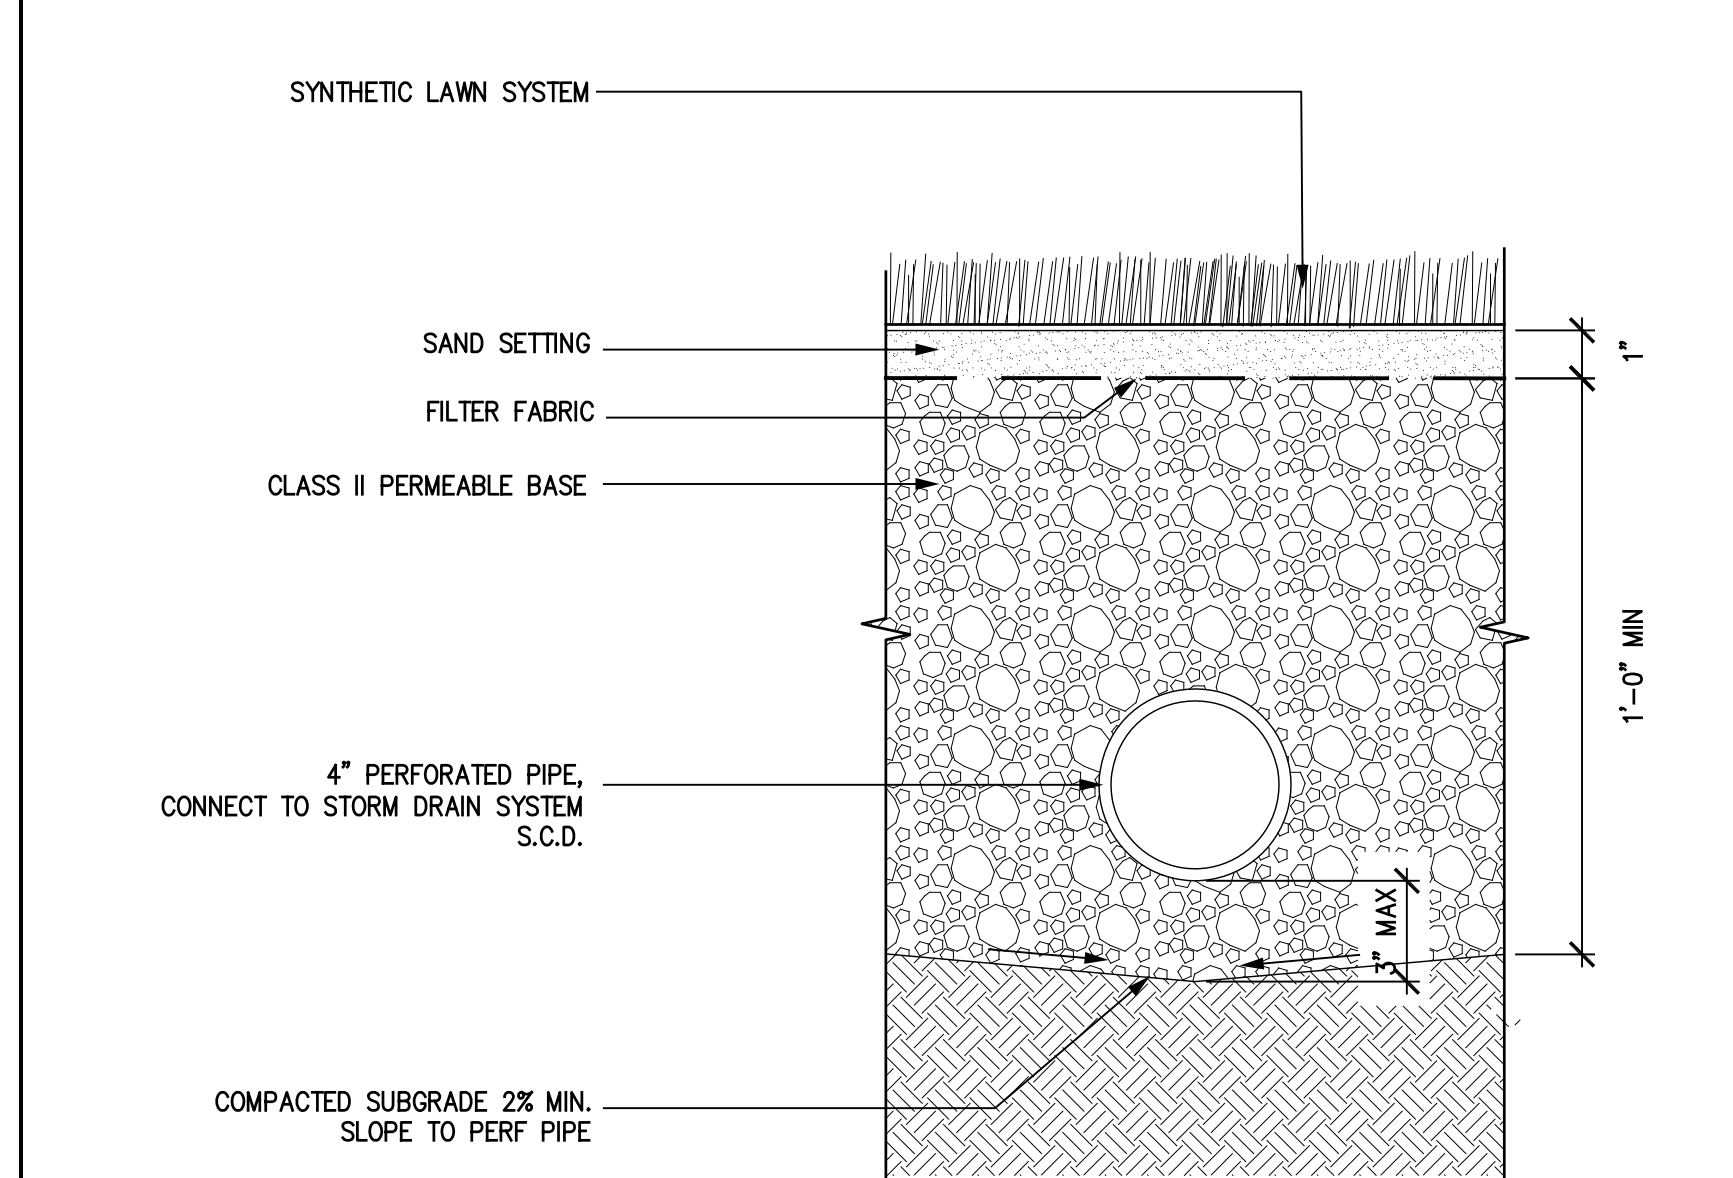 SYNTHETIC LAWN SYSTEM
SAND SETTING
1"
FILTER FABRIC
CLASS II PERMEABLE BASE
1'-0" MIN
4" PERFORATED PIPE,
CONNECT TO STORM DRAIN SYSTEM
S.C.D.
3" MAX
COMPACTED SUBGRADE 2% MIN.
SLOPE TO PERF PIPE